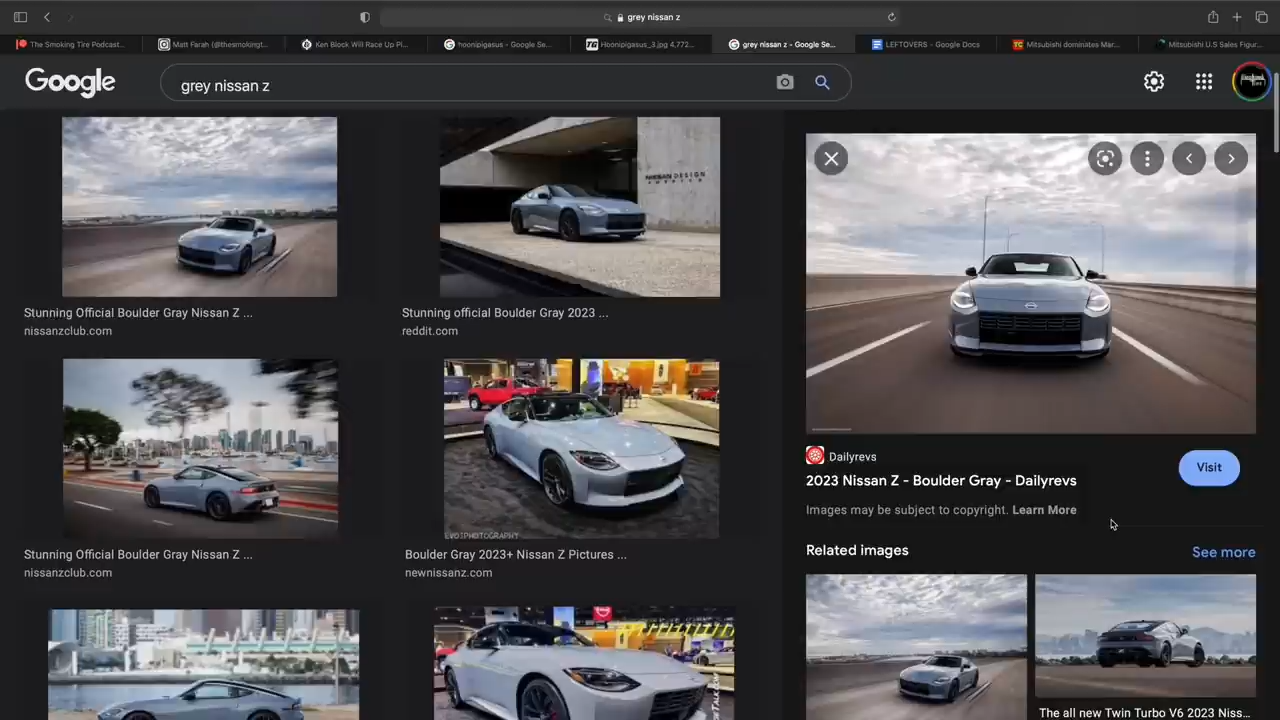 grey nissan z
The Smoking Tire Podcast...
Matt Farah (@thesmokingt...
Ken Block Will Race Up Pi...
hoonipigasus - Google Se...
Hoonipigasus_3.jpg 4,772...
grey nissan z - Google Se...
LEFTOVERS - Google Docs
Mitsubishi dominates Mar...
Mitsubishi U.S Sales Figur...
Google
grey nissan z
NISSAN DESIGN
AMERICA
Stunning Official Boulder Gray Nissan Z ...
nissanzclub.com
Stunning official Boulder Gray 2023 ...
reddit.com
Dailyrevs
Visit
2023 Nissan Z - Boulder Gray - Dailyrevs
Images may be subject to copyright. Learn More
EVOIPHOTOGRAPHY
Stunning Official Boulder Gray Nissan Z ...
nissanzclub.com
Boulder Gray 2023+ Nissan Z Pictures ...
newnissanz.com
Related images
See more
The all new Twin Turbo V6 2023 Niss...